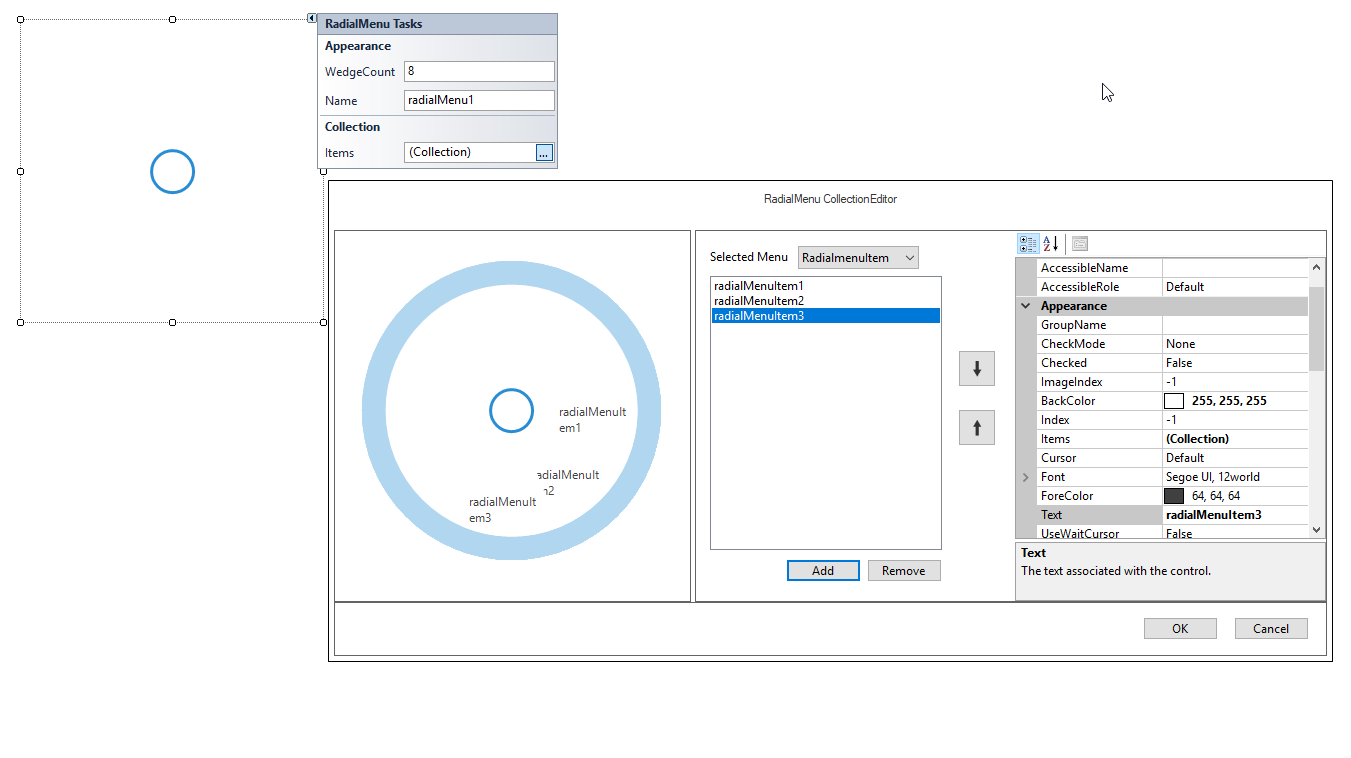 RadialMenu Tasks
Appearance
WedgeCount 8
Name radialMenu1
Collection
Items (Collection) ...
RadialMenu CollectionEditor
radialMenuIt
em1
adialMenuIt
n2
radialMenuIt
em3
Selected Menu RadialmenuItem
radialMenuItem1
radialMenuItem2
radialMenuItem3
Add Remove
AccessibleName
AccessibleRole Default
Appearance
GroupName
CheckMode None
Checked False
ImageIndex -1
BackColor 255, 255, 255
Index -1
Items (Collection)
Cursor Default
Font Segoe UI, 12world
ForeColor 64, 64, 64
Text radialMenuItem3
UseWaitCursor False
Text
The text associated with the control.
OK Cancel